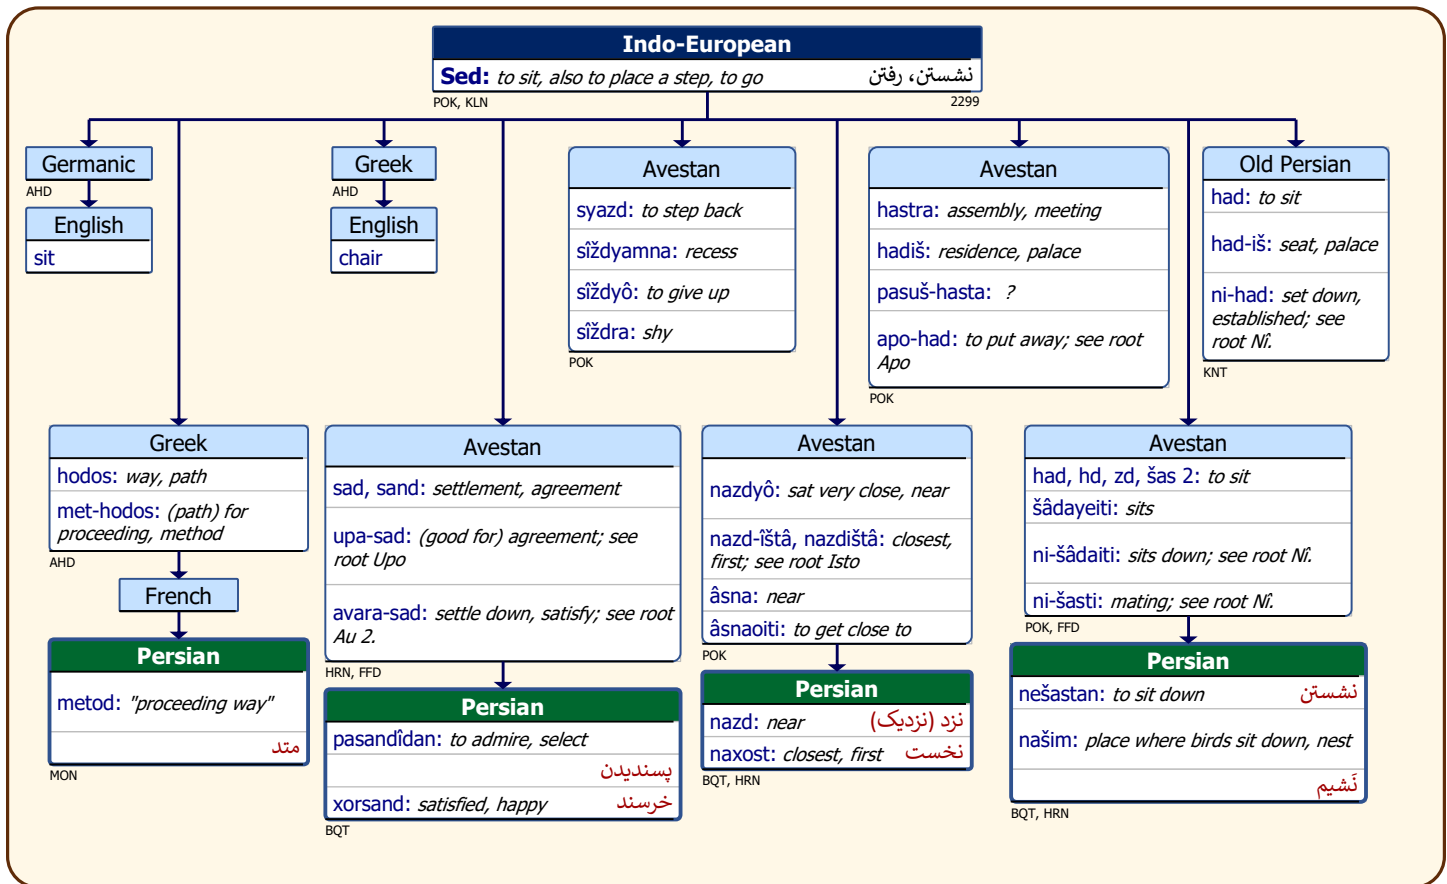 Indo-European
Sed: to sit, also to place a step, to go نشستن، رفتن
POK, KLN 2299
Germanic
AHD
English
sit
Greek
AHD
English
chair
Avestan
syazd: to step back
sîždyamna: recess
sîždyô: to give up
sîždra: shy
POK
Avestan
hastra: assembly, meeting
hadiš: residence, palace
pasuš-hasta: ?
apo-had: to put away; see root
Apo
POK
Old Persian
had: to sit
had-iš: seat, palace
ni-had: set down,
established; see
root Nî.
KNT
Greek
hodos: way, path
met-hodos: (path) for
proceeding, method
AHD
French
Persian
metod: "proceeding way"
متد
MON
Avestan
sad, sand: settlement, agreement
upa-sad: (good for) agreement; see
root Upo
avara-sad: settle down, satisfy; see root
Au 2.
HRN, FFD
Persian
pasandîdan: to admire, select
پسندیدن
xorsand: satisfied, happy خرسند
BQT
Avestan
nazdyô: sat very close, near
nazd-îštâ, nazdištâ: closest,
first; see root Isto
âsna: near
âsnaoiti: to get close to
POK
Persian
nazd: near نزد (نزدیک)
naxost: closest, first نخست
BQT, HRN
Avestan
had, hd, zd, šas 2: to sit
šâdayeiti: sits
ni-šâdaiti: sits down; see root Nî.
ni-šasti: mating; see root Nî.
POK, FFD
Persian
nešastan: to sit down نشستن
našim: place where birds sit down, nest
نَشیم
BQT, HRN